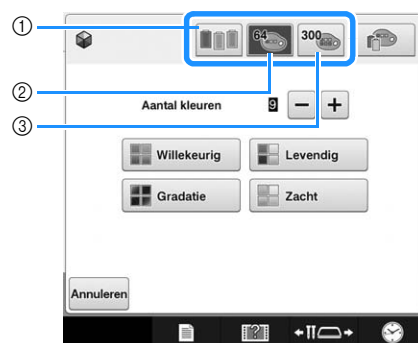 ①
64 300
②
Aantal kleuren 9 − +
③
Willekeurig Levendig
Gradatie Zacht
Annuleren
?